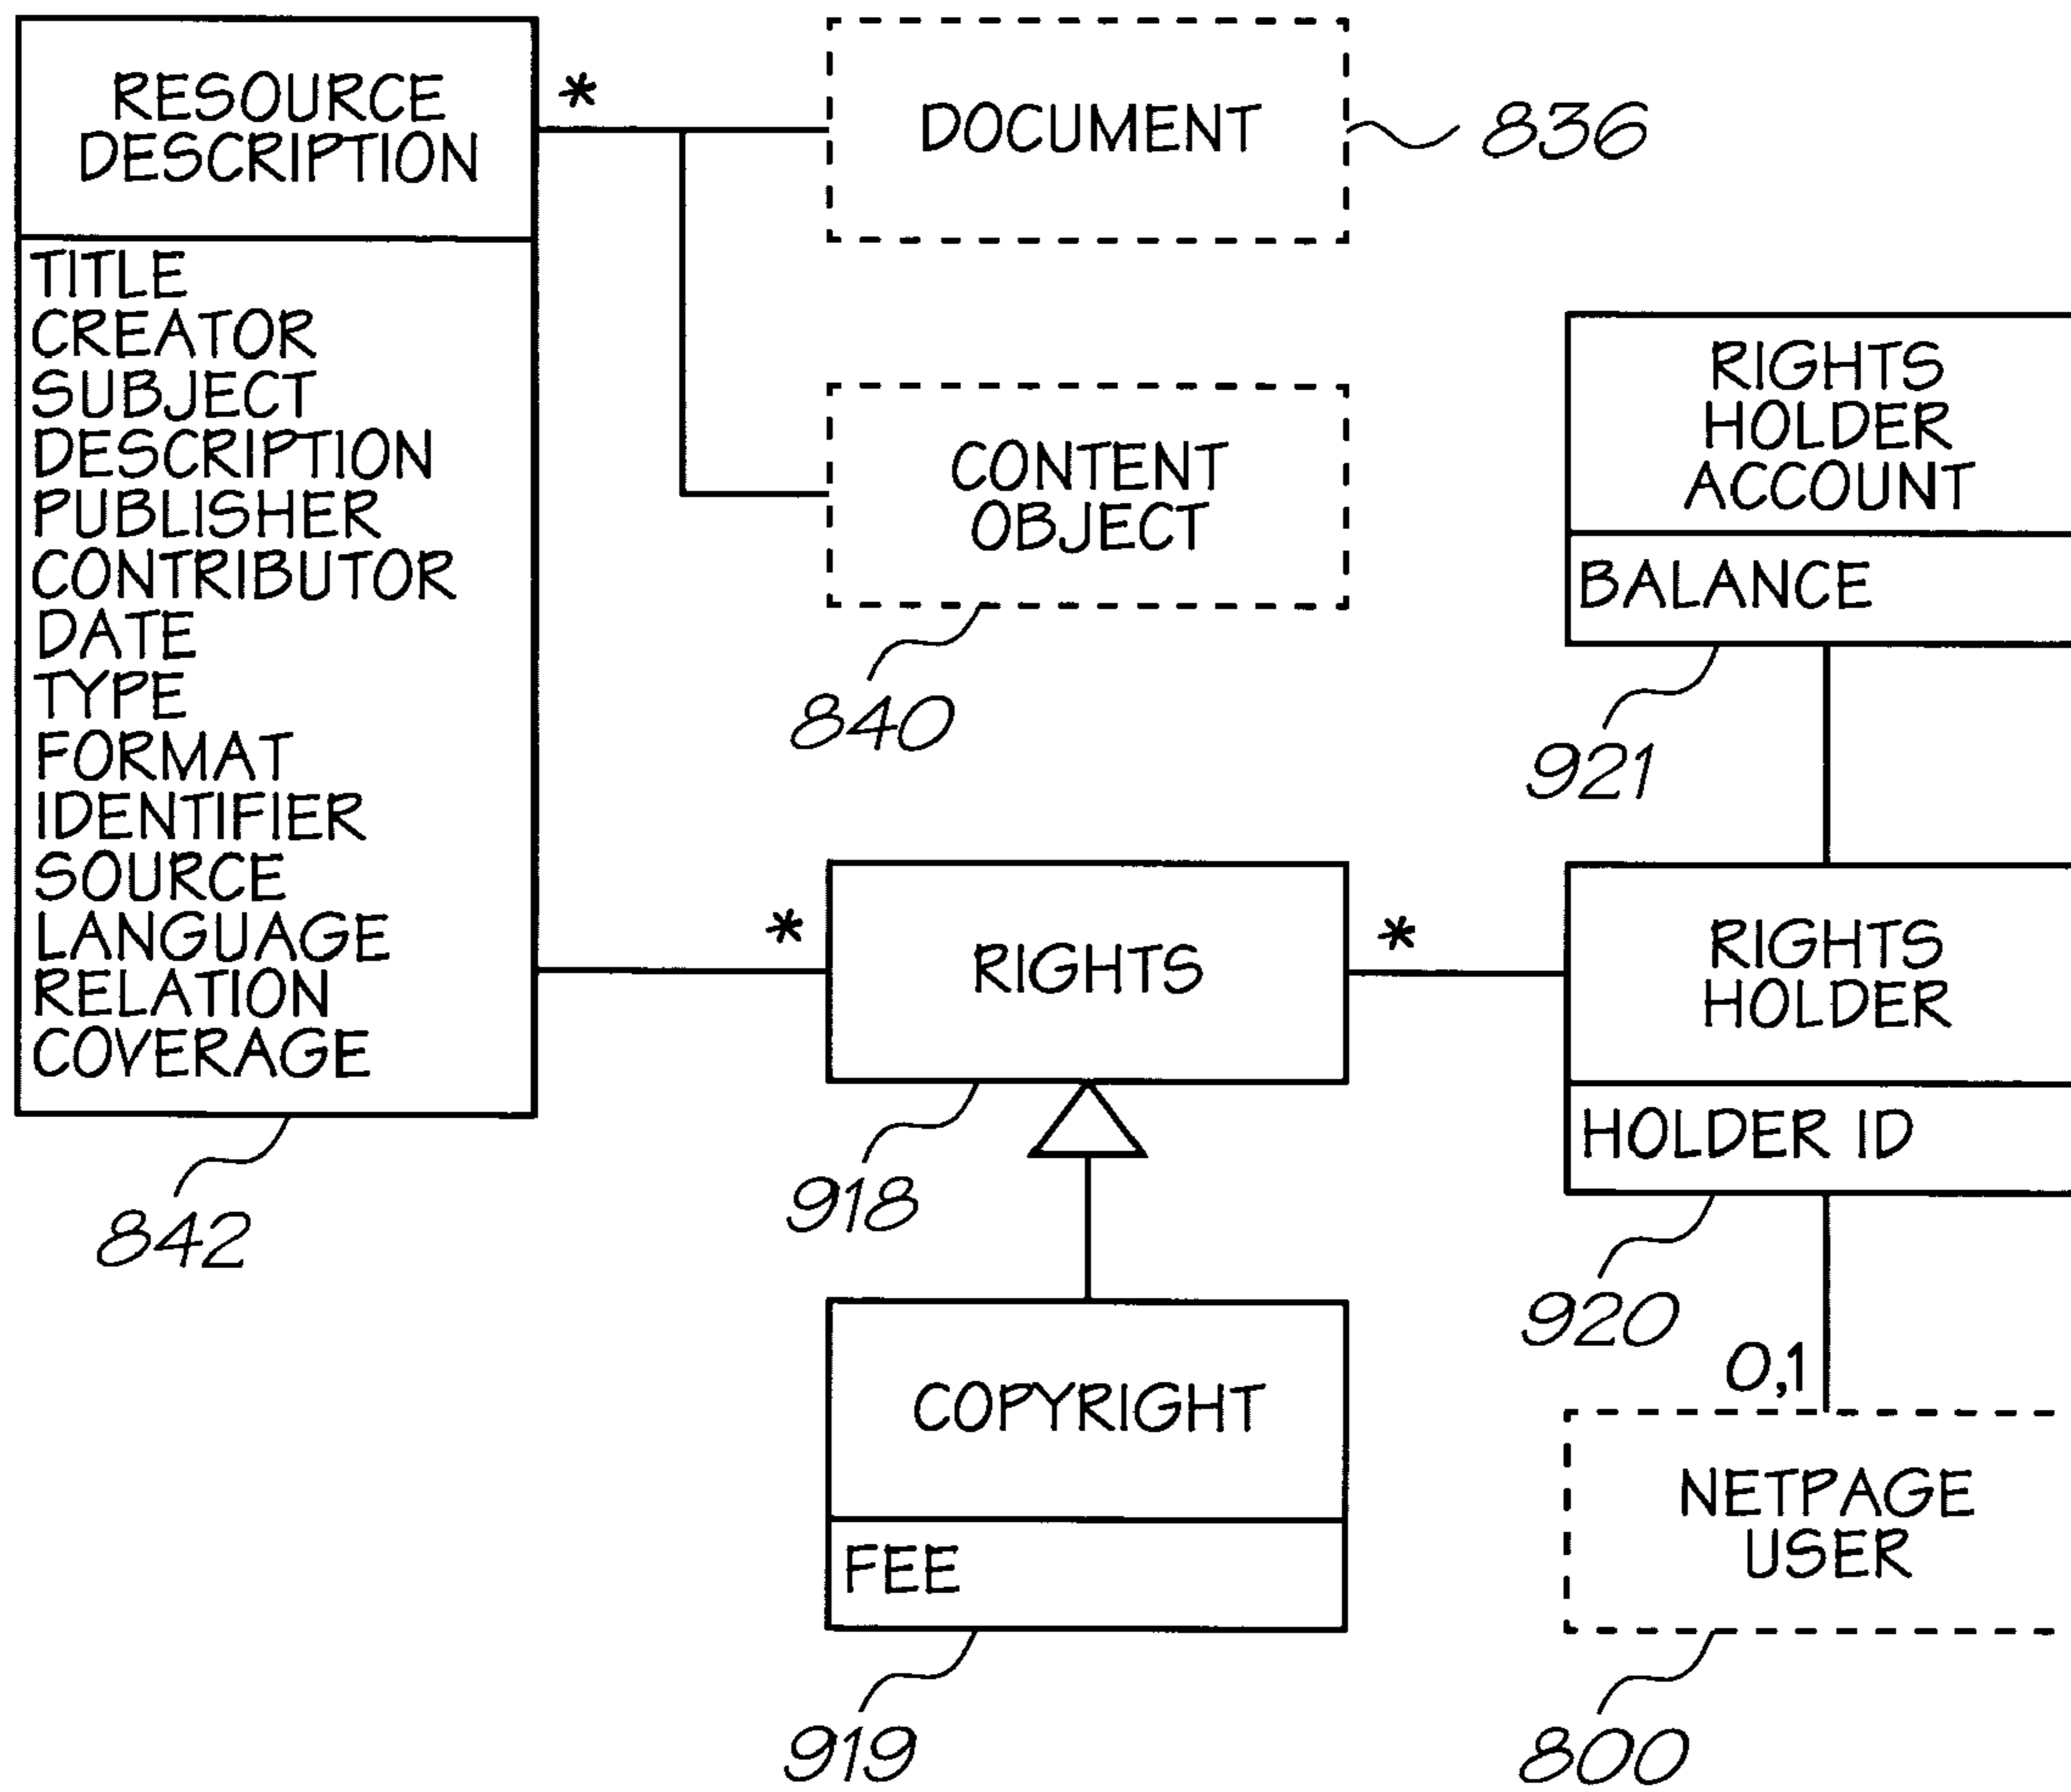 RESOURCE
DESCRIPTION
TITLE
CREATOR
SUBJECT
DESCRIPTION
PUBLISHER
CONTRIBUTOR
DATE
TYPE
FORMAT
IDENTIFIER
SOURCE
LANGUAGE
RELATION
COVERAGE
842
*
DOCUMENT
836
CONTENT
OBJECT
840
RIGHTS
HOLDER
ACCOUNT
BALANCE
921
*
RIGHTS
*
918
RIGHTS
HOLDER
HOLDER ID
920
COPYRIGHT
FEE
919
0,1
NETPAGE
USER
800